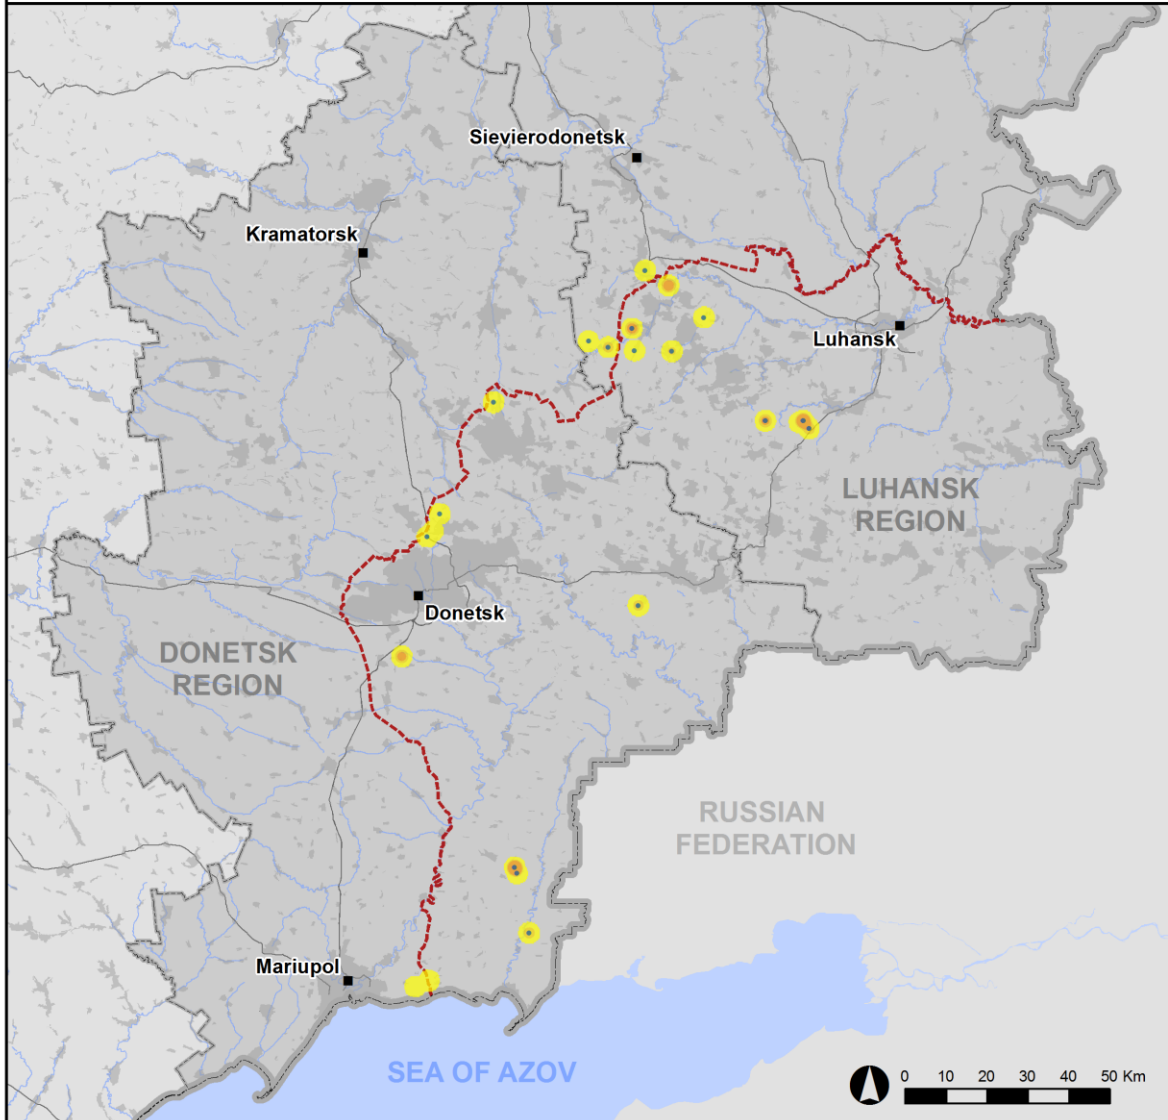 Sievierodonetsk
Kramatorsk
Luhansk
LUHANSK
REGION
Donetsk
DONETSK
REGION
RUSSIAN
FEDERATION
Mariupol
SEA OF AZOV
0 10 20 30 40 50 Km